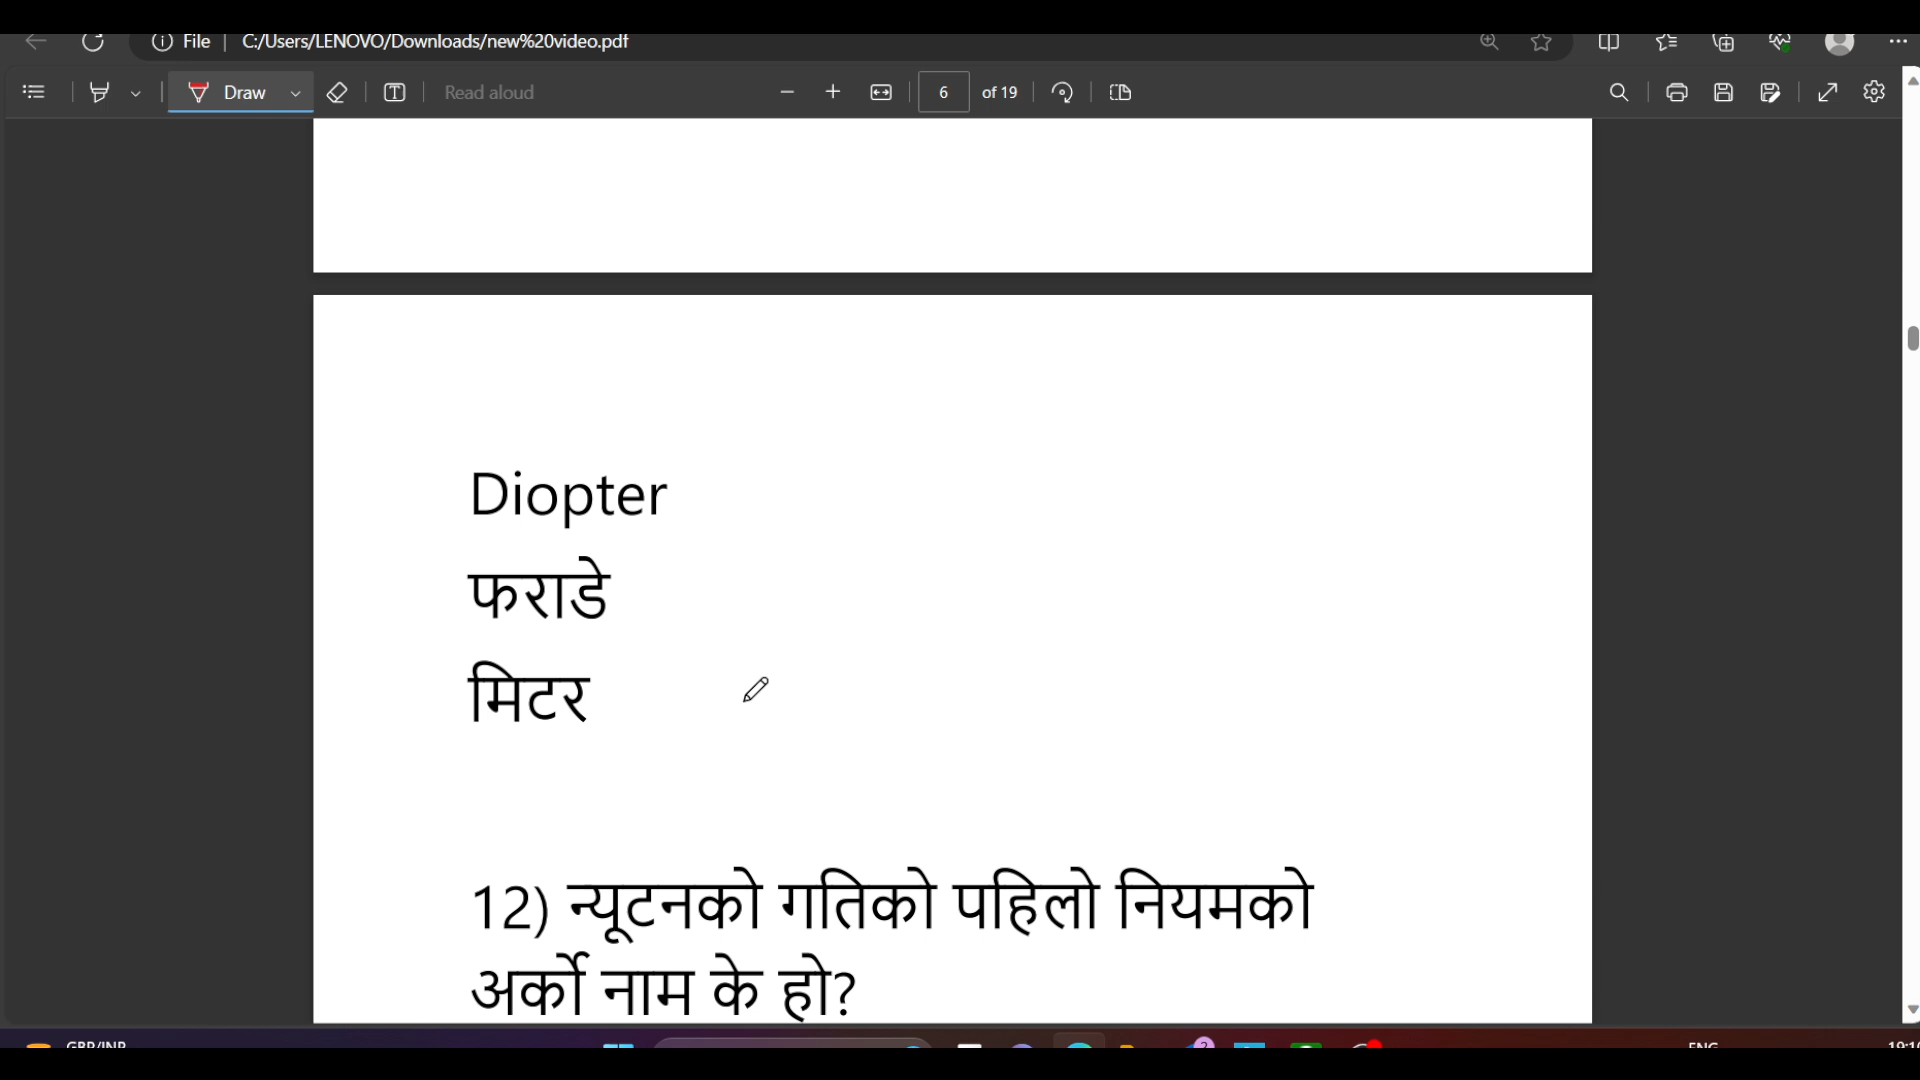 File | C:/Users/LENOVO/Downloads/new%20video.pdf
Draw
Read aloud
6 of 19
Diopter
फराडे
मिटर
12) न्यूटनको गतिको पहिलो नियमको
अर्को नाम के हो?
2